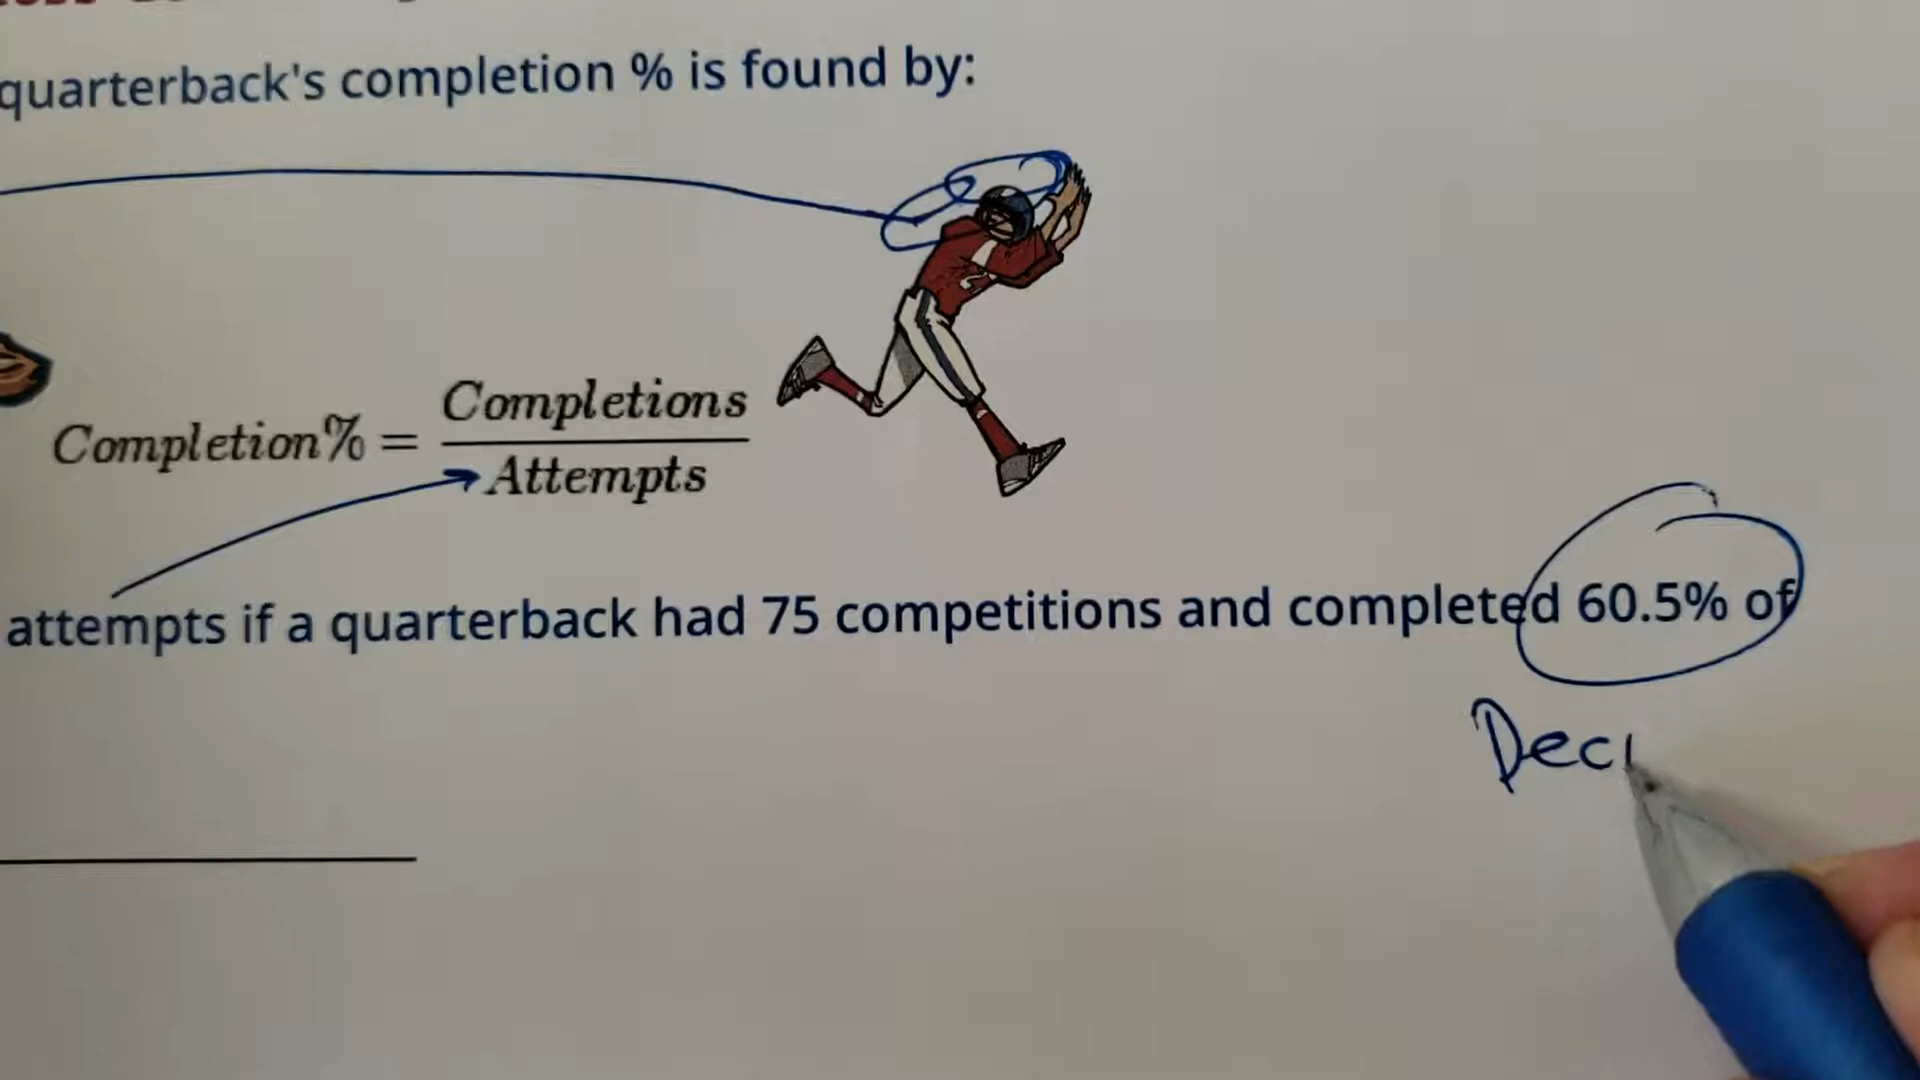 quarterback's completion % is found by:
Completion% = Completions
Attempts
attempts if a quarterback had 75 competitions and completed 60.5% of
Deci